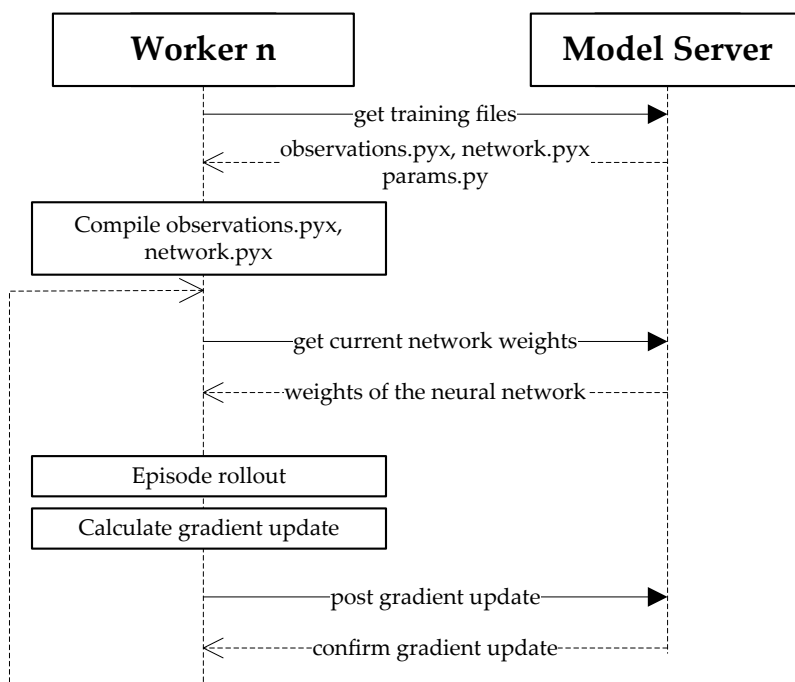 Worker n
Model Server
get training files
observations.pyx, network.pyx
params.py
Compile observations.pyx,
network.pyx
get current network weights
weights of the neural network
Episode rollout
Calculate gradient update
post gradient update
confirm gradient update